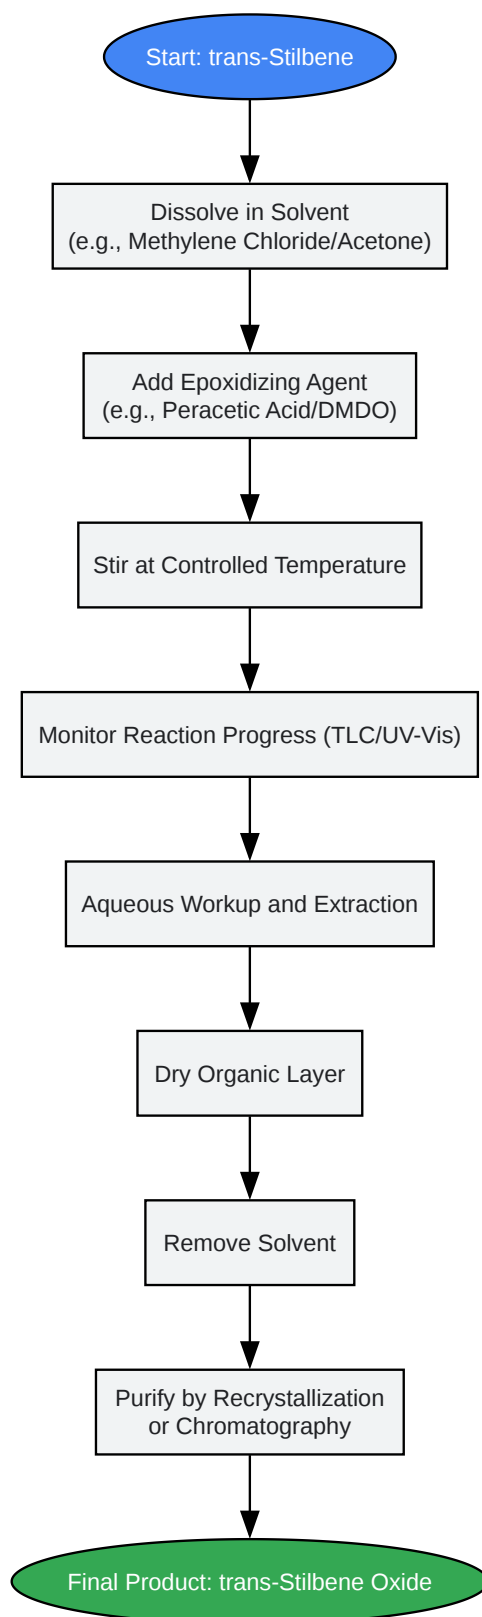 Start: trans-Stilbene
Dissolve in Solvent
(e.g., Methylene Chloride/Acetone)
Add Epoxidizing Agent
(e.g., Peracetic Acid/DMDO)
Stir at Controlled Temperature
Monitor Reaction Progress (TLC/UV-Vis)
Aqueous Workup and Extraction
Dry Organic Layer
Remove Solvent
Purify by Recrystallization
or Chromatography
Final Product: trans-Stilbene Oxide